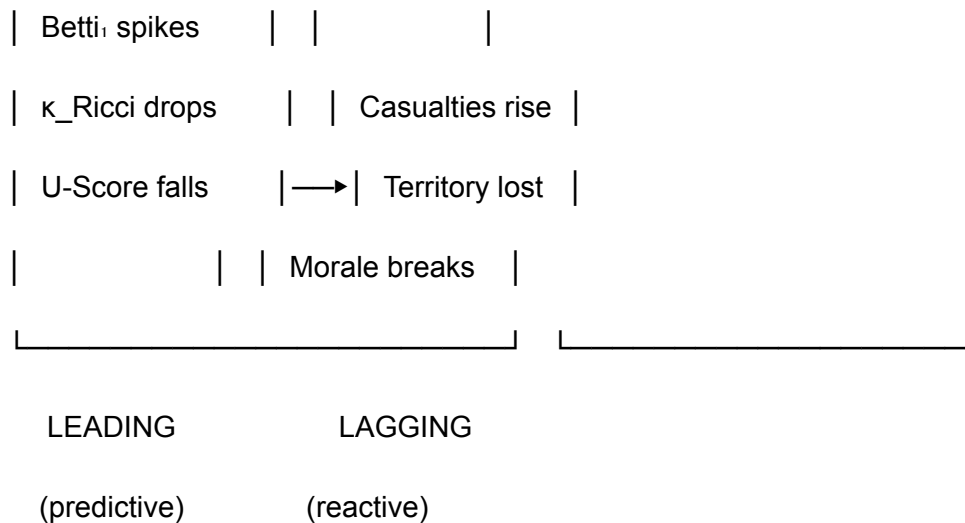 │ Betti₁ spikes │ │ │
│ κ_Ricci drops │ │ Casualties rise │
│ U-Score falls │──▶│ Territory lost │
│ │ │ Morale breaks │
└──────────────────────┘ └──────────────────
LEADING LAGGING
(predictive) (reactive)